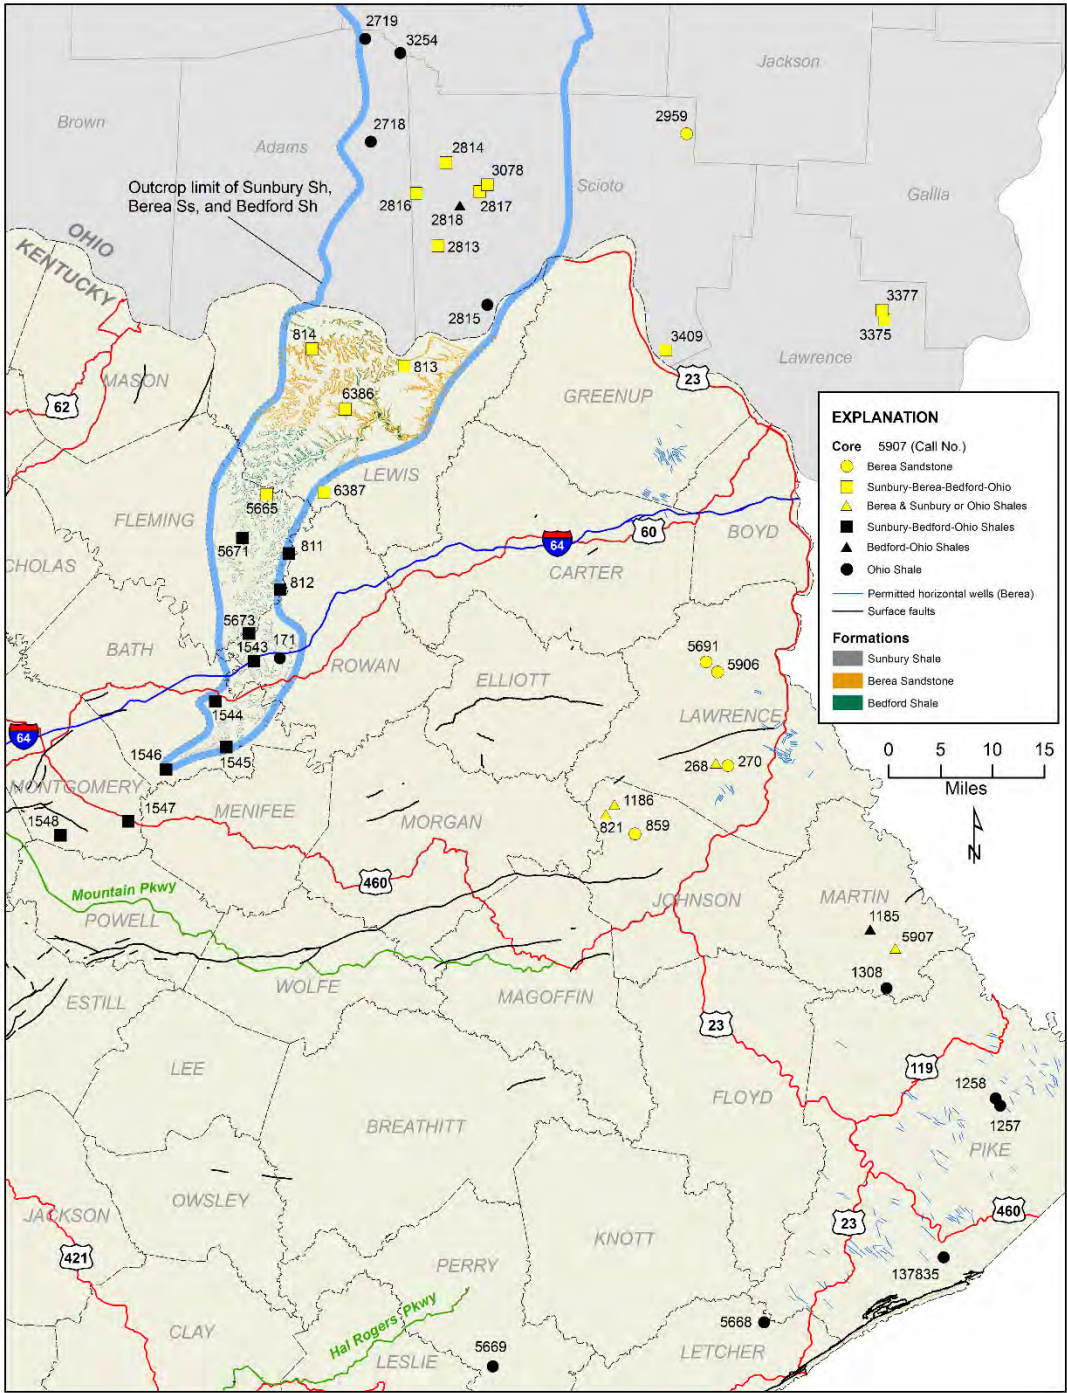 2719
3254
Jackson
2959
Brown
2718
Adams
2814
3078
Scioto
Outcrop limit of Sunbury Sh,
Berea Ss, and Bedford Sh
2816
2817
2818
Gallia
OHIO
KENTUCKY
2813
2815
3377
3375
814
813
3409
Lawrence
MASON
23
62
6386
GREENUP
EXPLANATION
Core 5907 (Call No.)
Berea Sandstone
Sunbury-Berea-Bedford-Ohio
Berea & Sunbury or Ohio Shales
Sunbury-Bedford-Ohio Shales
Bedford-Ohio Shales
Ohio Shale
Permitted horizontal wells (Berea)
Surface faults
Formations
Sunbury Shale
Berea Sandstone
Bedford Shale
LEWIS
6387
5665
FLEMING
5671
811
64
60
BOYD
CHOLAS
CARTER
812
5673
1543
171
BATH
ROWAN
5691
5906
ELLIOTT
1544
LAWRENCE
64
1546
1545
268
270
0 5 10 15
Miles
N
MONTGOMERY
1547
1548
MENIFEE
MORGAN
1186
821
859
460
Mountain Pkwy
POWELL
JOHNSON
MARTIN
1185
5907
1308
ESTILL
WOLFE
MAGOFFIN
23
LEE
119
1258
1257
FLOYD
BREATHITT
PIKE
OWSLEY
JACKSON
460
23
421
KNOTT
PERRY
137835
Hal Rogers Pkwy
CLAY
5668
5669
LESLIE
LETCHER